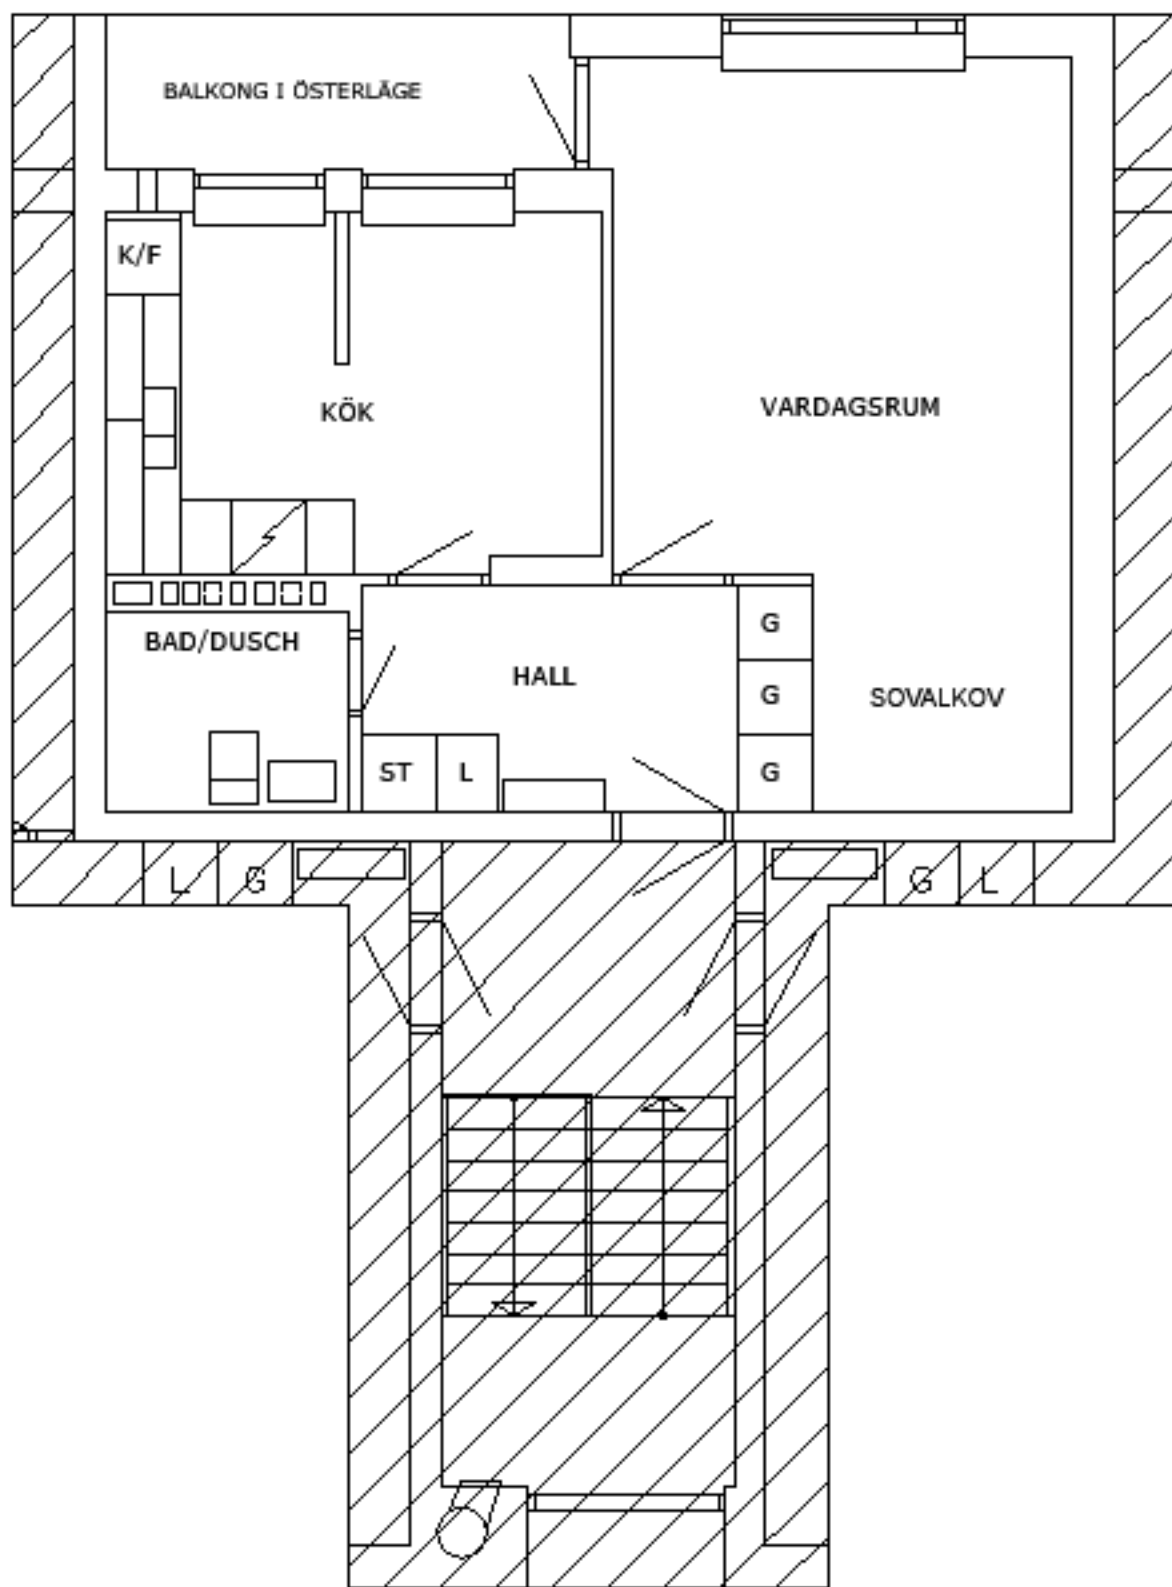 BALKONG I ÖSTERLÄGE
K/F
KÖK
VARDAGSRUM
BAD/DUSCH
HALL
G
G
SOVALKOV
ST
L
G
L
G
G
L